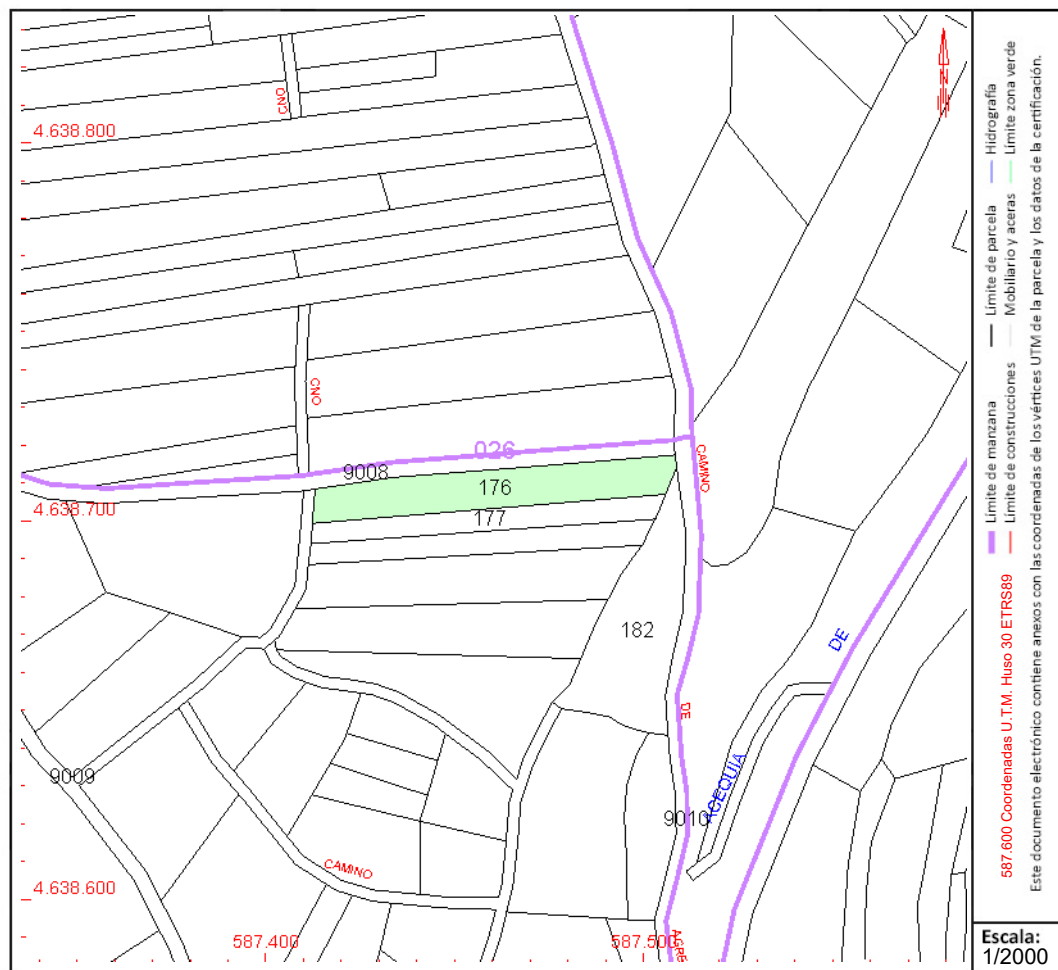 4.638.800
CNO
CNO
026
9008
176
4.638.700
177
CAMINO
182
DE
DE
ACEQUIA
9009
9010
CAMINO
4.638.600
587.400
587.500
AGRE
N
587.600 Coordenadas U.T.M. Huso 30 ETRS89
Límite de manzana
Límite de parcela
Hidrografía
Límite de construcciones
Mobiliario y aceras
Límite zona verde
Este documento electrónico contiene anexos con las coordenadas de los vértices UTM de la parcela y los datos de la certificación.
Escala:
1/2000